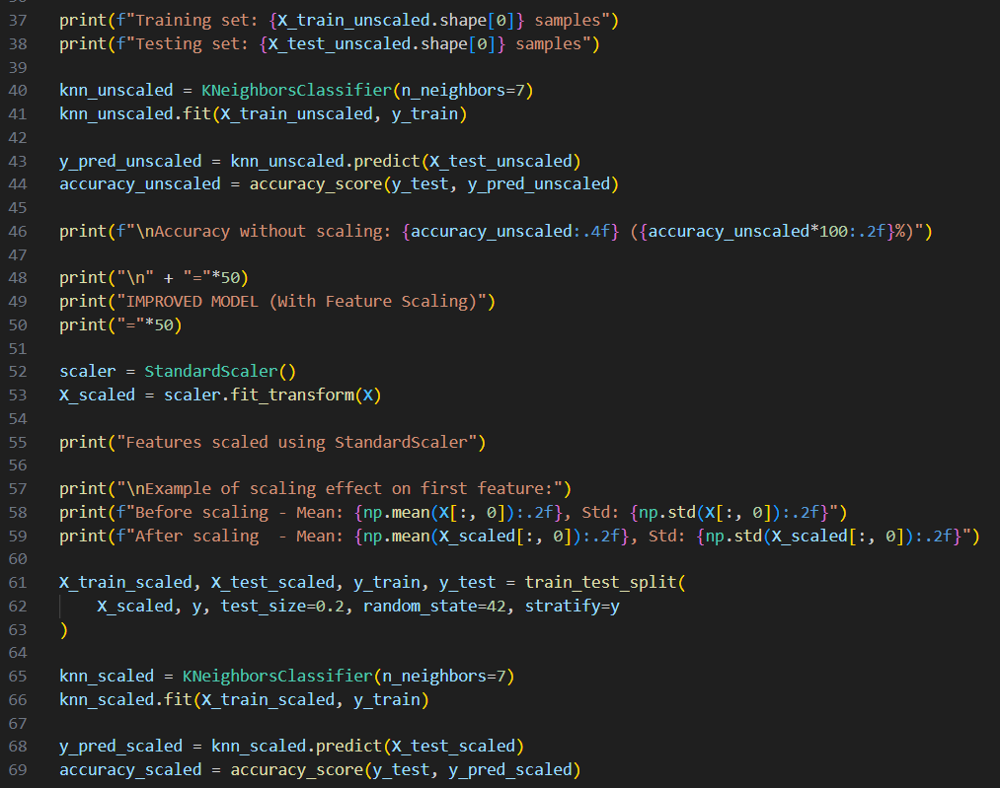 37 print(f"Training set: {X_train_unscaled.shape[0]} samples")
38 print(f"Testing set: {X_test_unscaled.shape[0]} samples")
39
40 knn_unscaled = KNeighborsClassifier(n_neighbors=7)
41 knn_unscaled.fit(X_train_unscaled, y_train)
42
43 y_pred_unscaled = knn_unscaled.predict(X_test_unscaled)
44 accuracy_unscaled = accuracy_score(y_test, y_pred_unscaled)
45
46 print(f"\nAccuracy without scaling: {accuracy_unscaled:.4f} ({accuracy_unscaled*100:.2f}%)")
47
48 print("\n" + "="*50)
49 print("IMPROVED MODEL (With Feature Scaling)")
50 print("="*50)
51
52 scaler = StandardScaler()
53 X_scaled = scaler.fit_transform(X)
54
55 print("Features scaled using StandardScaler")
56
57 print("\nExample of scaling effect on first feature:")
58 print(f"Before scaling - Mean: {np.mean(X[:, 0]):.2f}, Std: {np.std(X[:, 0]):.2f}")
59 print(f"After scaling  - Mean: {np.mean(X_scaled[:, 0]):.2f}, Std: {np.std(X_scaled[:, 0]):.2f}")
60
61 X_train_scaled, X_test_scaled, y_train, y_test = train_test_split(
62     X_scaled, y, test_size=0.2, random_state=42, stratify=y
63 )
64
65 knn_scaled = KNeighborsClassifier(n_neighbors=7)
66 knn_scaled.fit(X_train_scaled, y_train)
67
68 y_pred_scaled = knn_scaled.predict(X_test_scaled)
69 accuracy_scaled = accuracy_score(y_test, y_pred_scaled)